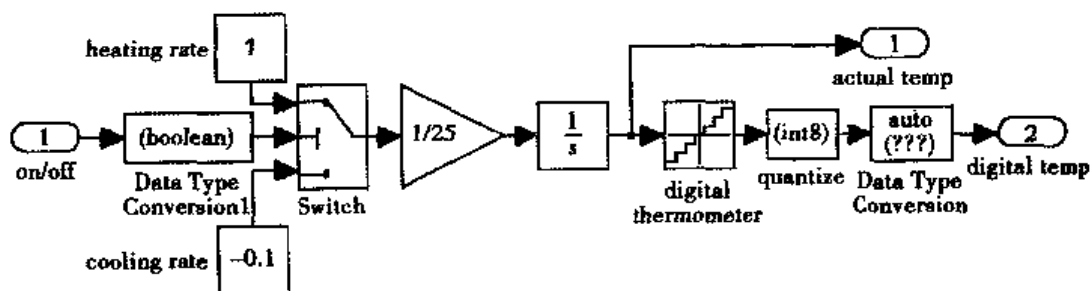 heating rate
1
1
on/off
(boolean)
Data Type
Conversion1
Switch
cooling rate
-0.1
1/25
1
s
1
actual temp
digital
thermometer
(int8)
quantize
auto
(???)
Data Type
Conversion
2
digital temp